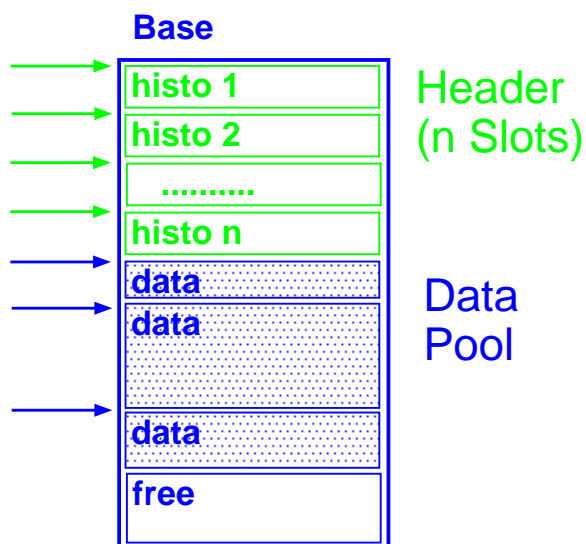 Base
histo 1
histo 2
..........
histo n
Header
(n Slots)
data
data
data
free
Data
Pool